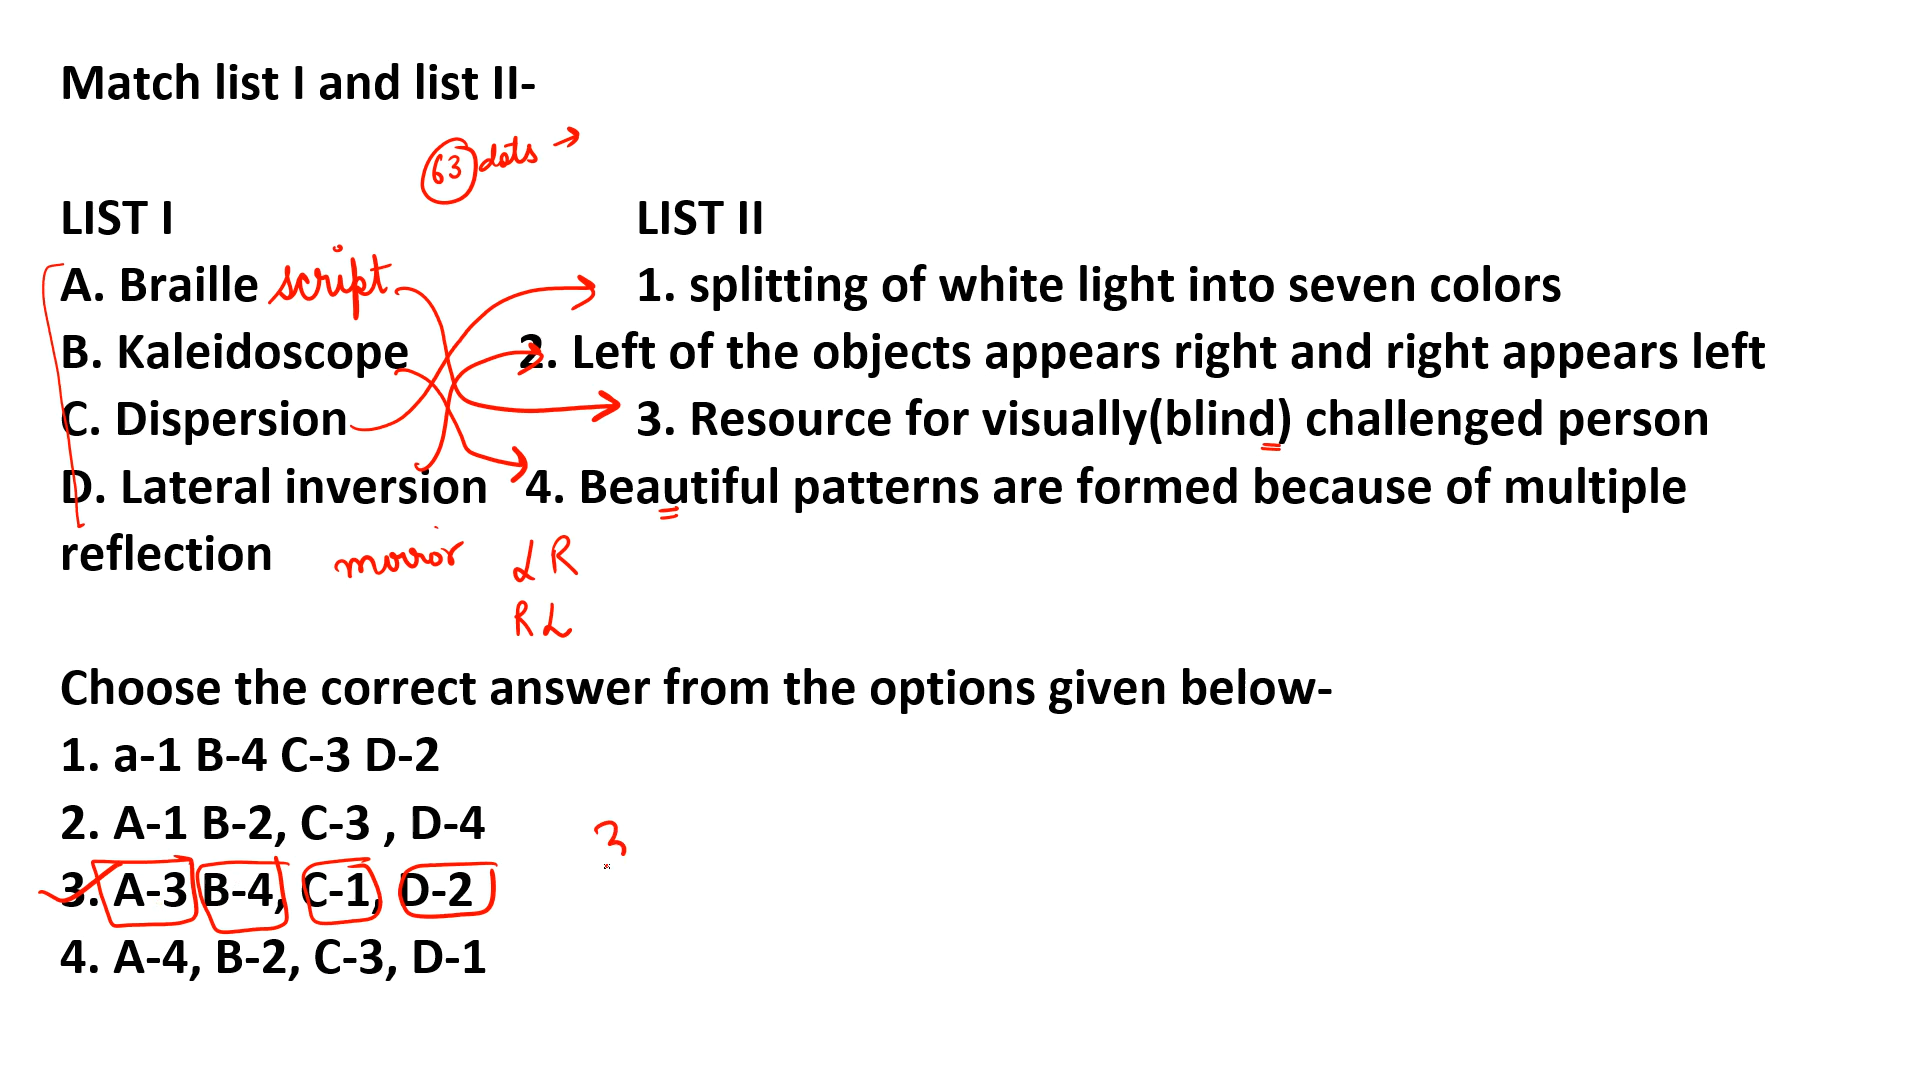 Match list I and list II-
63 dots →
LIST I LIST II
A. Braille script 1. splitting of white light into seven colors
B. Kaleidoscope 2. Left of the objects appears right and right appears left
C. Dispersion 3. Resource for visually(blind) challenged person
D. Lateral inversion 4. Beautiful patterns are formed because of multiple
reflection mirror L R
R L
Choose the correct answer from the options given below-
1. a-1 B-4 C-3 D-2
2. A-1 B-2, C-3 , D-4
3
3. A-3 B-4, C-1, D-2
4. A-4, B-2, C-3, D-1